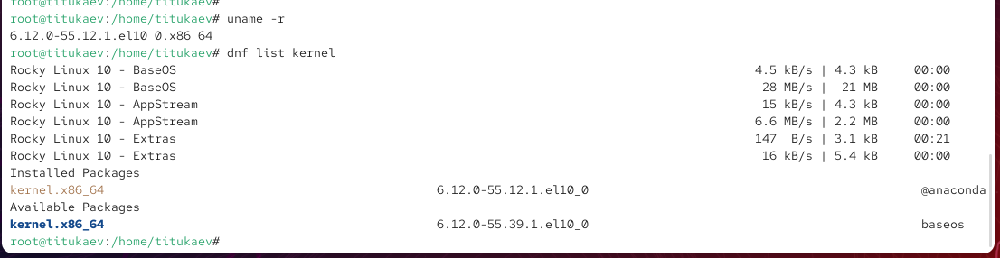 root@titukaev:/home/titukaev#
root@titukaev:/home/titukaev# uname -r
6.12.0-55.12.1.el10_0.x86_64
root@titukaev:/home/titukaev# dnf list kernel
Rocky Linux 10 - BaseOS 4.5 kB/s | 4.3 kB 00:00
Rocky Linux 10 - BaseOS 28 MB/s | 21 MB 00:00
Rocky Linux 10 - AppStream 15 kB/s | 4.3 kB 00:00
Rocky Linux 10 - AppStream 6.6 MB/s | 2.2 MB 00:00
Rocky Linux 10 - Extras 147 B/s | 3.1 kB 00:21
Rocky Linux 10 - Extras 16 kB/s | 5.4 kB 00:00
Installed Packages
kernel.x86_64 6.12.0-55.12.1.el10_0 @anaconda
Available Packages
kernel.x86_64 6.12.0-55.39.1.el10_0 baseos
root@titukaev:/home/titukaev#